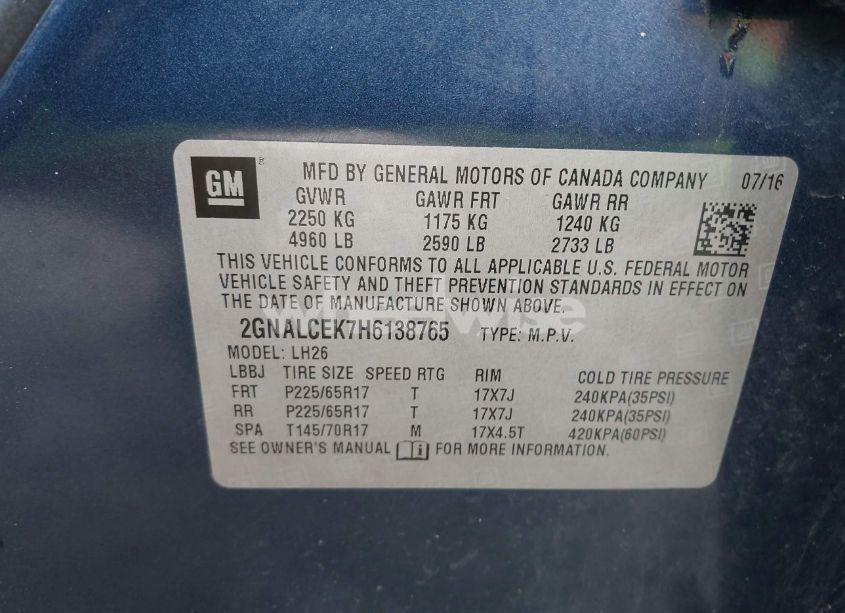 GM
MFD BY GENERAL MOTORS OF CANADA COMPANY 07/16
GVWR GAWR FRT GAWR RR
2250 KG 1175 KG 1240 KG
4960 LB 2590 LB 2733 LB
THIS VEHICLE CONFORMS TO ALL APPLICABLE U.S. FEDERAL MOTOR
VEHICLE SAFETY AND THEFT PREVENTION STANDARDS IN EFFECT ON
THE DATE OF MANUFACTURE SHOWN ABOVE.
2GNALCEK7H6138765 TYPE: M.P.V.
MODEL: LH26
LBBJ TIRE SIZE SPEED RTG RIM COLD TIRE PRESSURE
FRT P225/65R17 T 17X7J 240KPA(35PSI)
RR P225/65R17 T 17X7J 240KPA(35PSI)
SPA T145/70R17 M 17X4.5T 420KPA(60PSI)
SEE OWNER'S MANUAL FOR MORE INFORMATION.